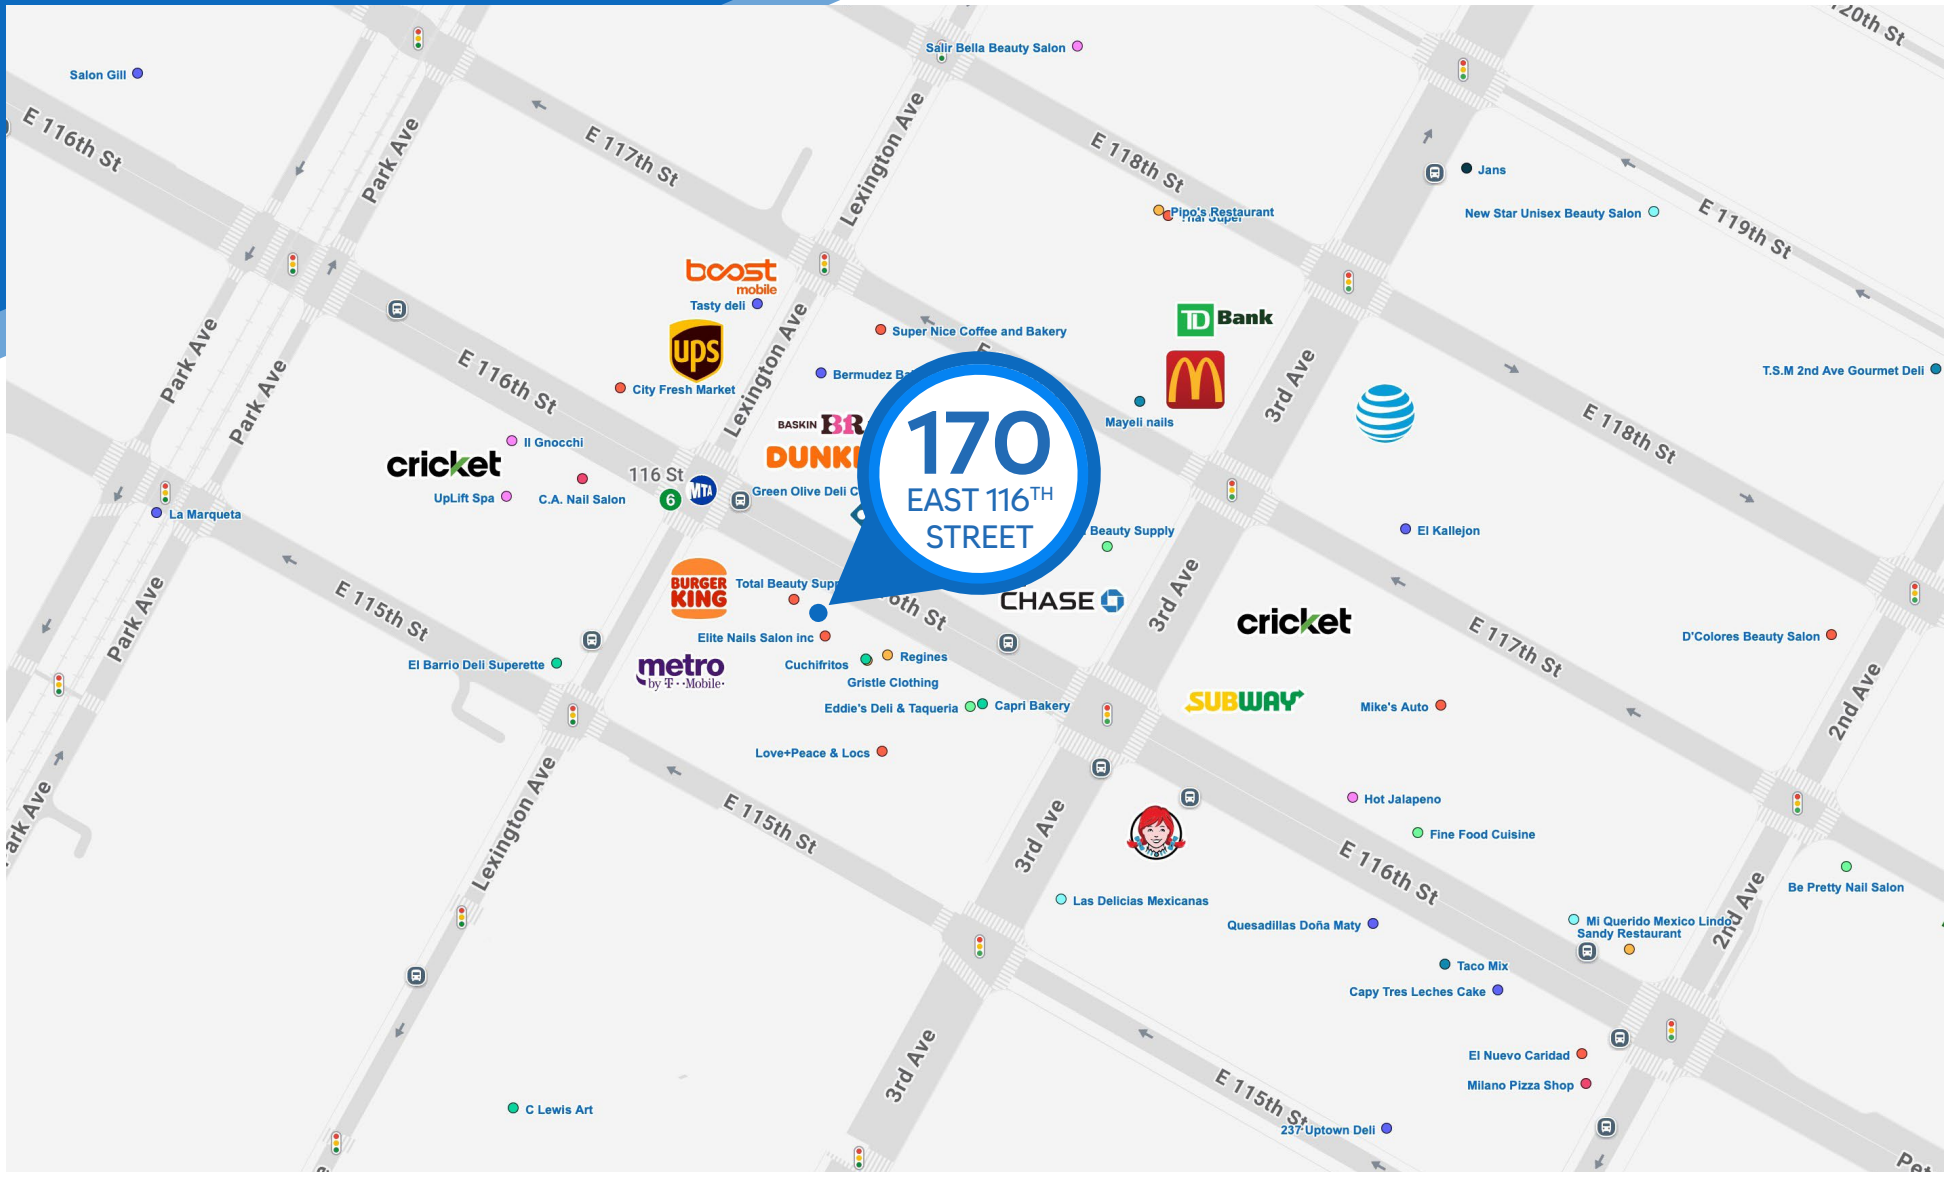 120th St
Salir Bella Beauty Salon
Salon Gill
E 116th St
Park Ave
E 117th St
Lexington Ave
E 118th St
Jans
Pipo's Restaurant
New Star Unisex Beauty Salon
E 119th St
boost
mobile
Tasty deli
TD Bank
Super Nice Coffee and Bakery
ups
City Fresh Market
Bermudez
Park Ave
Park Ave
E 116th St
Lexington Ave
3rd Ave
T.S.M 2nd Ave Gourmet Deli
Mayeli nails
E 118th St
BASKIN BR
170
EAST 116TH
STREET
Il Gnocchi
cricket
UpLift Spa
C.A. Nail Salon
116 St
6
MTA
Green Olive Deli
La Marqueta
Beauty Supply
El Kallejon
BURGER
KING
Total Beauty
CHASE
3rd Ave
cricket
E 115th St
Park Ave
Elite Nails Salon inc
metro
by T-Mobile
El Barrio Deli Superette
Cuchifritos
Regines
Gristle Clothing
Eddie's Deli & Taqueria
Capri Bakery
E 117th St
D'Colores Beauty Salon
SUBWAY
Mike's Auto
2nd Ave
Love+Peace & Locs
Lexington Ave
E 115th St
3rd Ave
Hot Jalapeno
Fine Food Cuisine
E 116th St
Be Pretty Nail Salon
Las Delicias Mexicanas
Quesadillas Doña Maty
Mi Querido Mexico Lindo
Sandy Restaurant
2nd Ave
Taco Mix
Capy Tres Leches Cake
El Nuevo Caridad
Milano Pizza Shop
3rd Ave
E 115th St
C Lewis Art
237 Uptown Deli